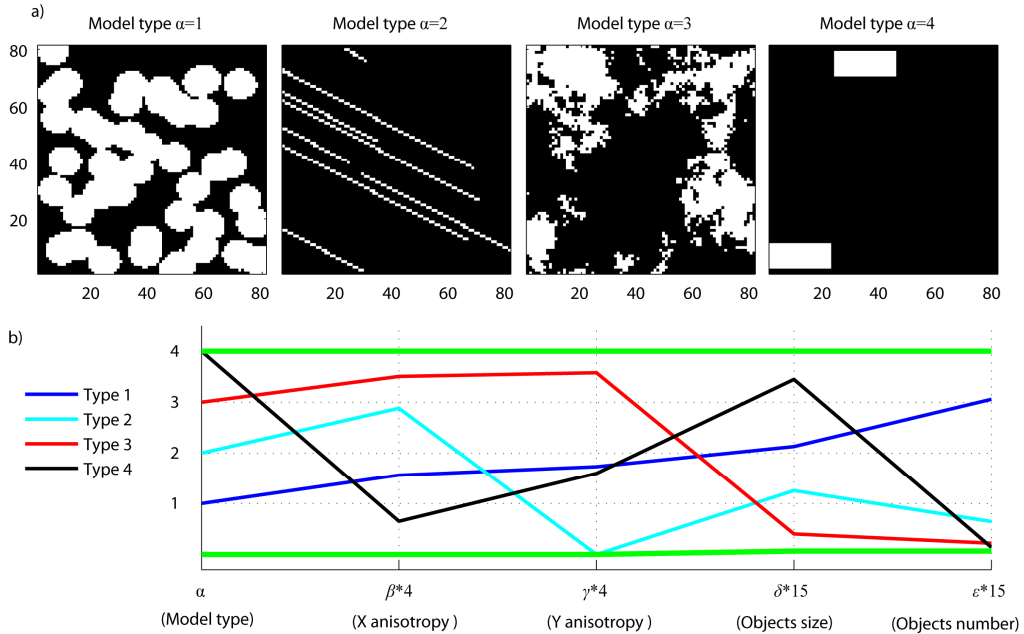 a)
Model type α=1
Model type α=2
Model type α=3
Model type α=4
80
60
40
20
20 40 60 80
20 40 60 80
20 40 60 80
20 40 60 80
b)
4
3
2
1
Type 1
Type 2
Type 3
Type 4
α
β*4
γ*4
δ*15
ε*15
(Model type)
(X anisotropy )
(Y anisotropy )
(Objects size)
(Objects number)